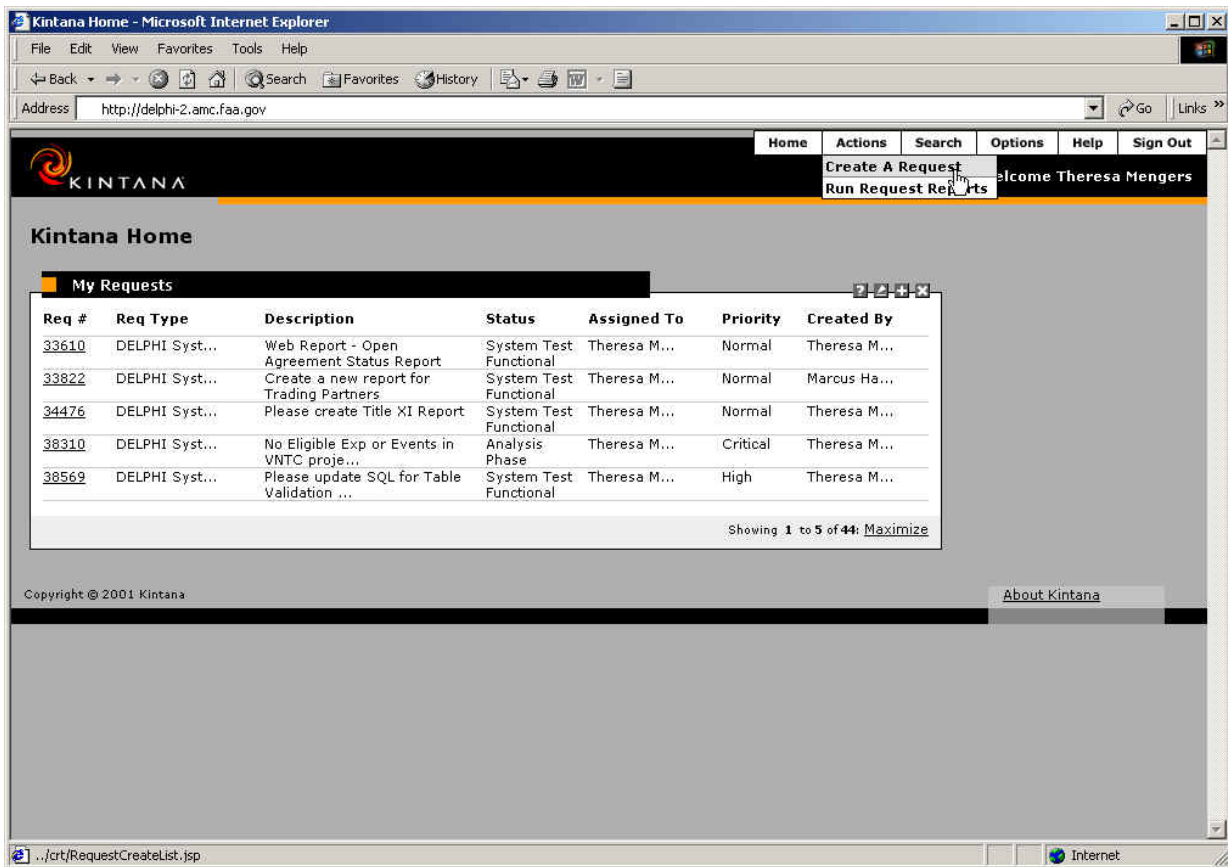 Kintana Home - Microsoft Internet Explorer
File Edit View Favorites Tools Help
Back Search Favorites History
Address http://delphi-2.amc.faa.gov Go Links »
Home Actions Search Options Help Sign Out
KINTANA
Create A Request
Run Request Reports
elcome Theresa Mengers
Kintana Home
My Requests
Req # Req Type Description Status Assigned To Priority Created By
33610 DELPHI Syst... Web Report - Open System Test Theresa M... Normal Theresa M...
Agreement Status Report Functional
33822 DELPHI Syst... Create a new report for System Test Theresa M... Normal Marcus Ha...
Trading Partners Functional
34476 DELPHI Syst... Please create Title XI Report System Test Theresa M... Normal Theresa M...
Functional
38310 DELPHI Syst... No Eligible Exp or Events in Analysis Theresa M... Critical Theresa M...
VNTC proje... Phase
38569 DELPHI Syst... Please update SQL for Table System Test Theresa M... High Theresa M...
Validation ... Functional
Showing 1 to 5 of 44: Maximize
Copyright © 2001 Kintana
About Kintana
../crt/RequestCreateList.jsp Internet